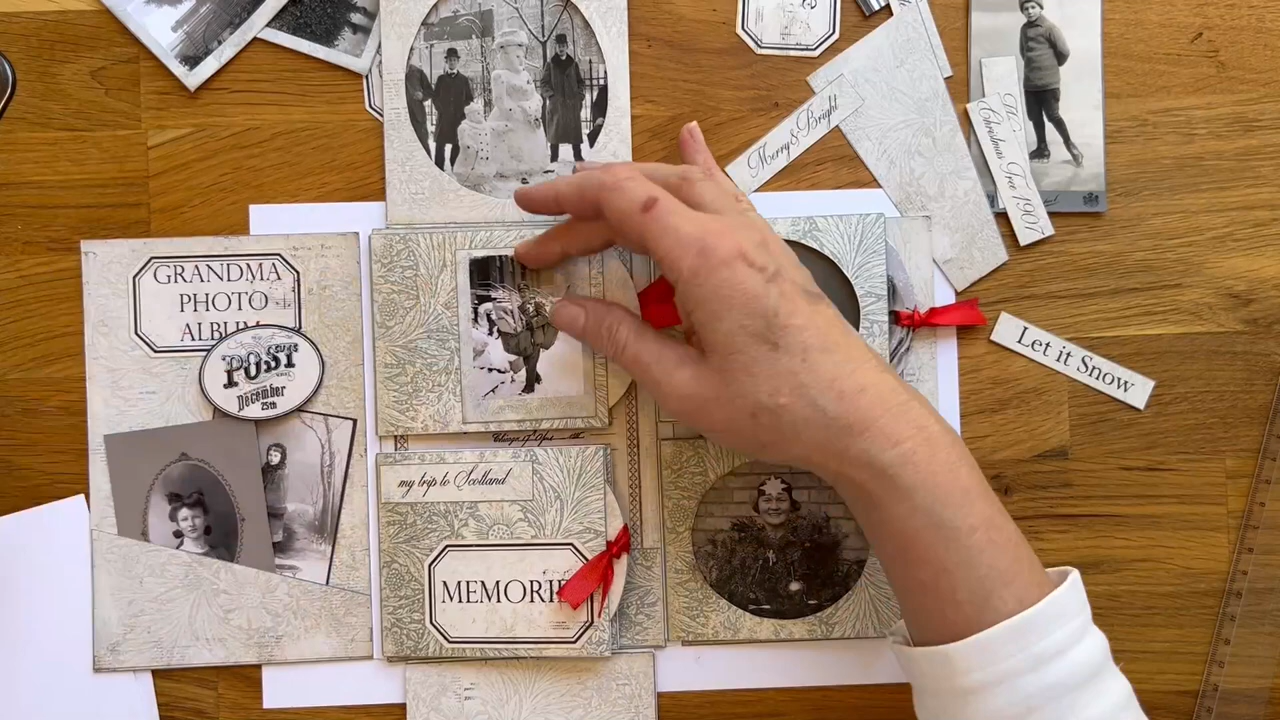 GRANDMA
PHOTO
ALBUM
POST
December
25th
my trip to Scotland
MEMORIE
Merry & Bright
Christmas Tree 1907
Let it Snow